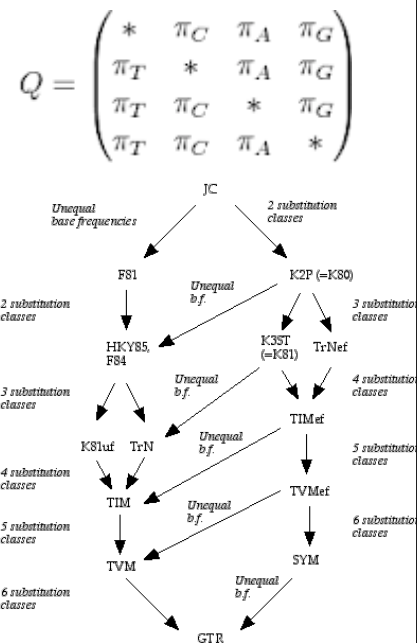 Q = ( * π_C π_A π_G
π_T * π_A π_G
π_T π_C * π_G
π_T π_C π_A * )
JC
Unequal
base frequencies
2 substitution
classes
F81
K2P (=K80)
Unequal
b.f.
2 substitution
classes
3 substitution
classes
HKY85,
F84
K3ST
(=K81)
TrNef
Unequal
b.f.
3 substitution
classes
4 substitution
classes
TIMef
K81uf
TrN
Unequal
b.f.
4 substitution
classes
5 substitution
classes
TIM
TVMef
Unequal
b.f.
5 substitution
classes
6 substitution
classes
TVM
SYM
Unequal
b.f.
6 substitution
classes
GTR